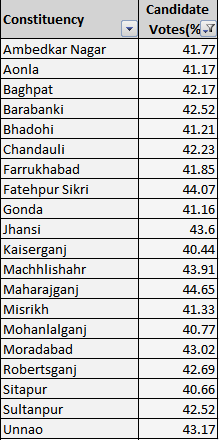 Constituency Candidate Votes(%
Ambedkar Nagar 41.77
Aonla 41.17
Baghpat 42.17
Barabanki 42.52
Bhadohi 41.21
Chandauli 42.23
Farrukhabad 41.85
Fatehpur Sikri 44.07
Gonda 41.16
Jhansi 43.6
Kaiserganj 40.44
Machhlishahr 43.91
Maharajganj 44.65
Misrikh 41.33
Mohanlalganj 40.77
Moradabad 43.02
Robertsganj 42.69
Sitapur 40.66
Sultanpur 42.52
Unnao 43.17